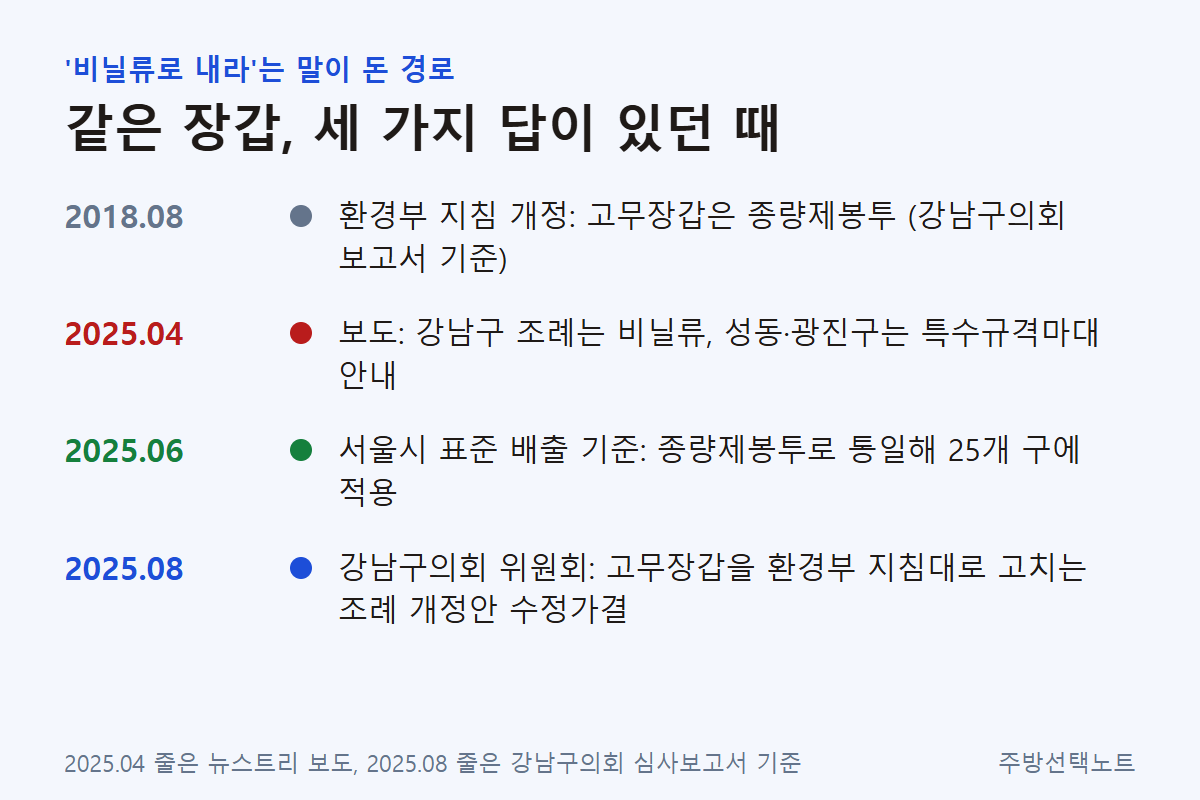 '비닐류로 내라'는 말이 돈 경로
같은 장갑, 세 가지 답이 있던 때
2018.08 환경부 지침 개정: 고무장갑은 종량제봉투 (강남구의회
보고서 기준)
2025.04 보도: 강남구 조례는 비닐류, 성동·광진구는 특수규격마대
안내
2025.06 서울시 표준 배출 기준: 종량제봉투로 통일해 25개 구에
적용
2025.08 강남구의회 위원회: 고무장갑을 환경부 지침대로 고치는
조례 개정안 수정가결
2025.04 줄은 뉴스트리 보도, 2025.08 줄은 강남구의회 심사보고서 기준 주방선택노트